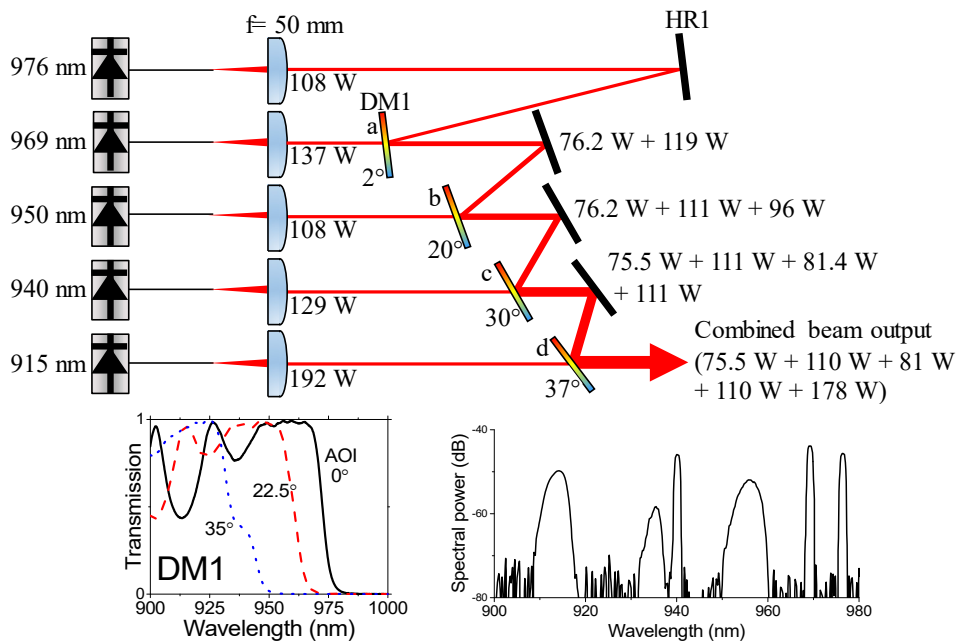 f= 50 mm
HR1
976 nm
108 W
DM1
969 nm
a
137 W
2°
76.2 W + 119 W
950 nm
b
108 W
20°
76.2 W + 111 W + 96 W
940 nm
c
129 W
30°
75.5 W + 111 W + 81.4 W
+ 111 W
915 nm
d
192 W
37°
Combined beam output
(75.5 W + 110 W + 81 W
+ 110 W + 178 W)
Transmission
1
0
AOI
0°
22.5°
35°
DM1
900 925 950 975 1000
Wavelength (nm)
Spectral power (dB)
-40
-60
-80
900 920 940 960 980
Wavelength (nm)